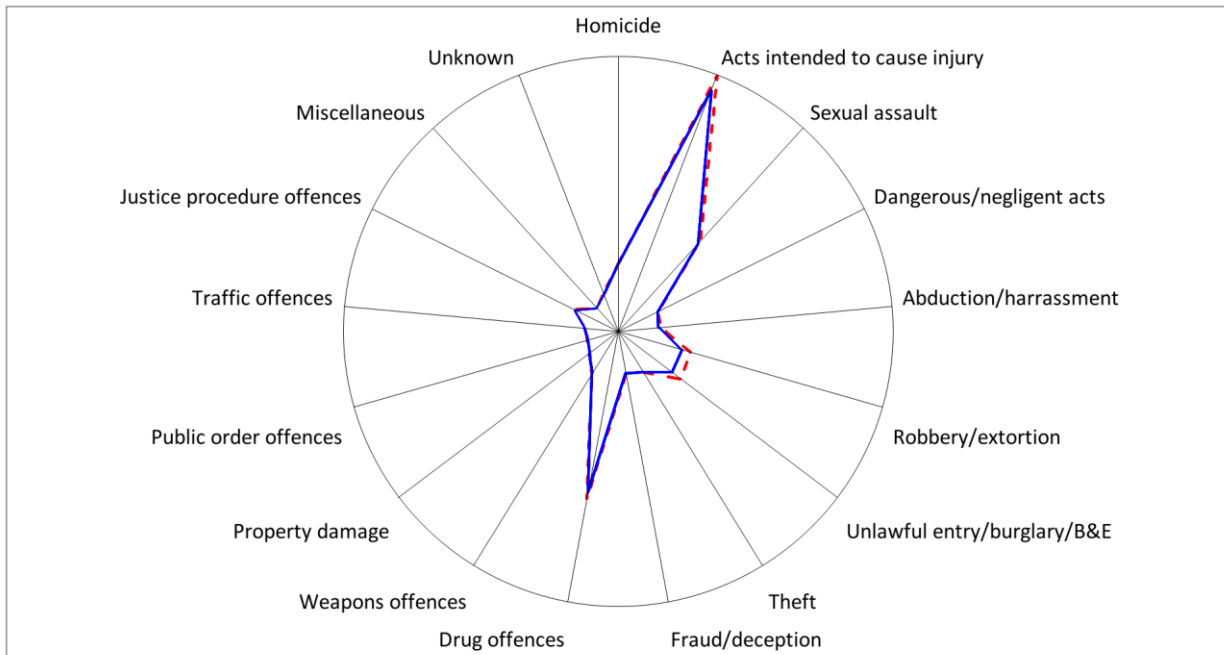 Homicide
Acts intended to cause injury
Sexual assault
Dangerous/negligent acts
Abduction/harrassment
Robbery/extortion
Unlawful entry/burglary/B&E
Theft
Fraud/deception
Drug offences
Weapons offences
Property damage
Public order offences
Traffic offences
Justice procedure offences
Miscellaneous
Unknown